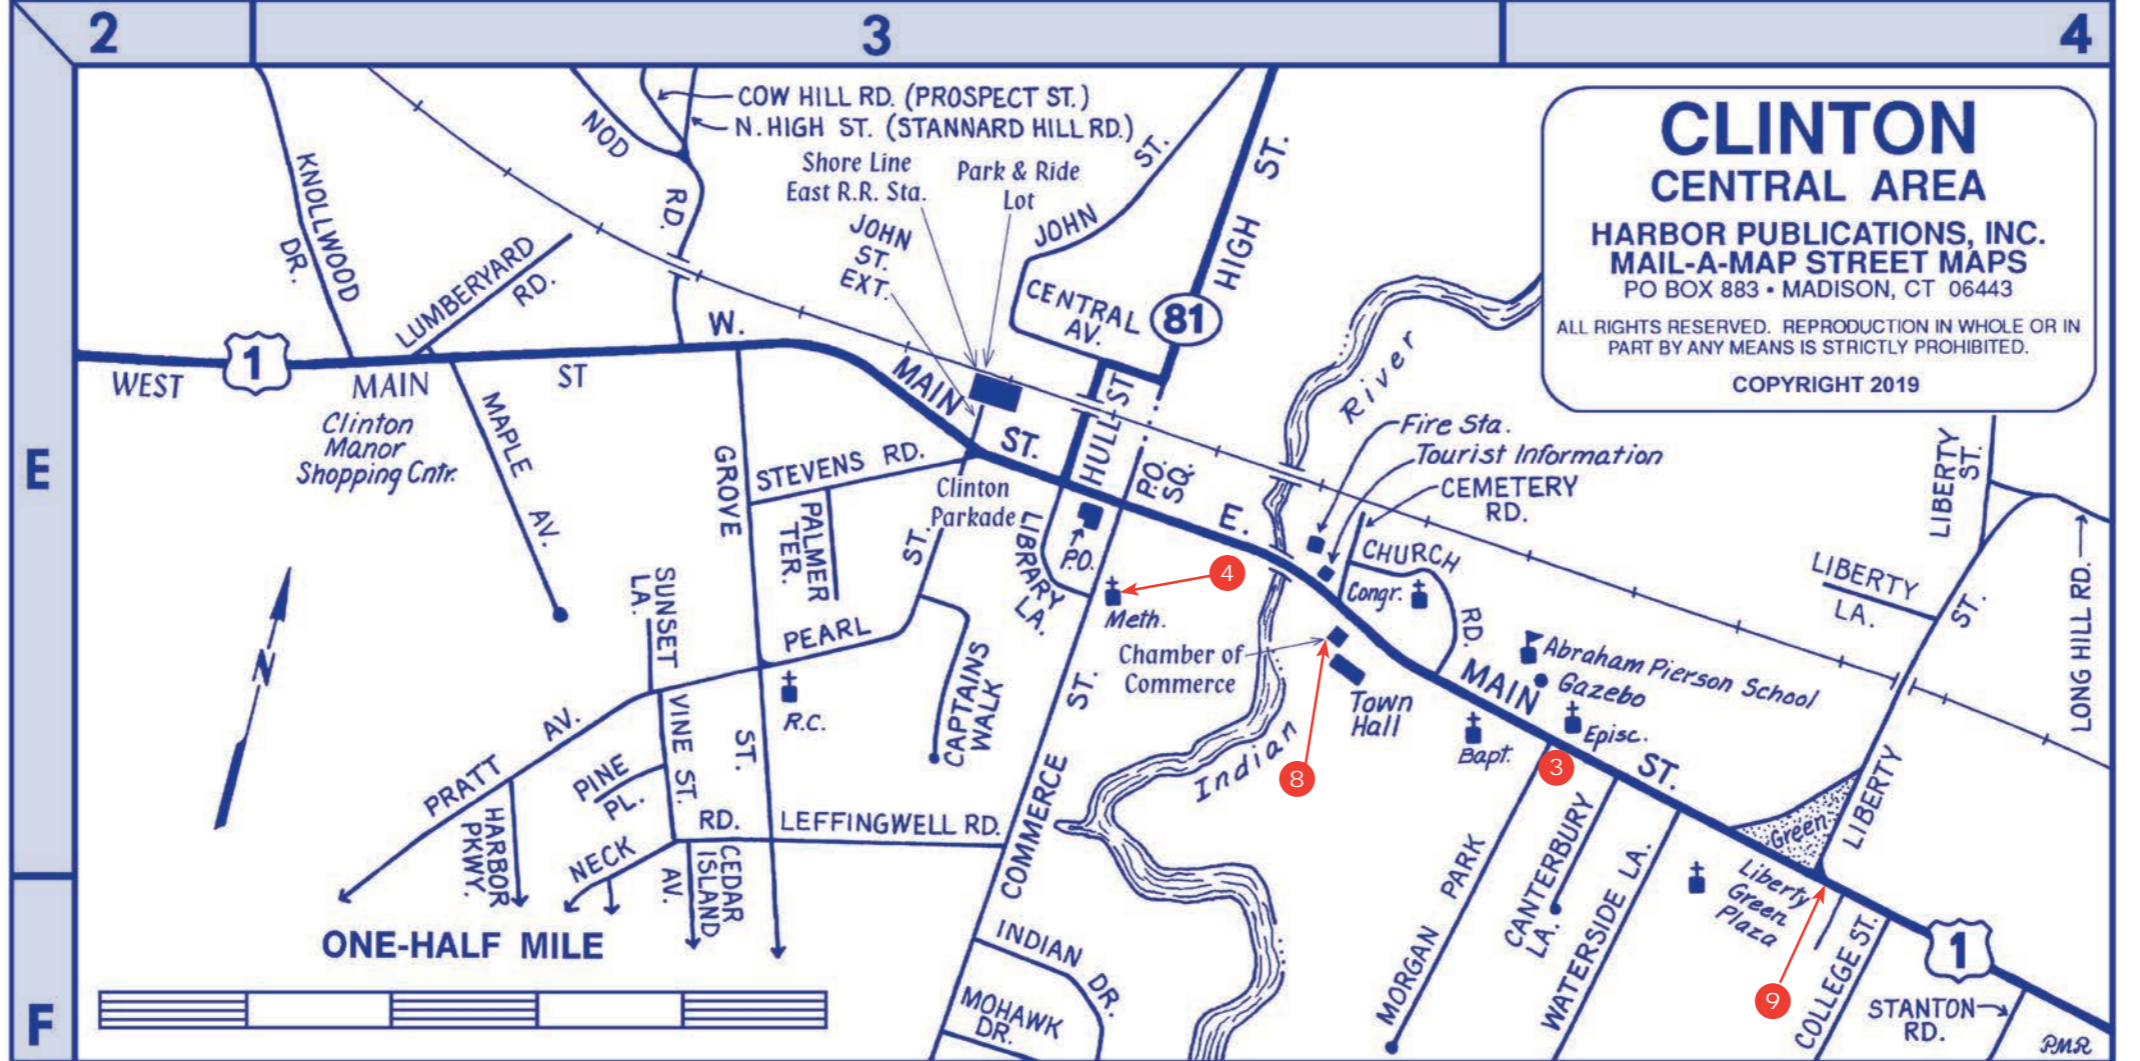 2
3
4
E
F
CLINTON
CENTRAL AREA
HARBOR PUBLICATIONS, INC.
MAIL-A-MAP STREET MAPS
PO BOX 883 • MADISON, CT 06443
ALL RIGHTS RESERVED. REPRODUCTION IN WHOLE OR IN
PART BY ANY MEANS IS STRICTLY PROHIBITED.
COPYRIGHT 2019
COW HILL RD. (PROSPECT ST.)
N. HIGH ST. (STANNARD HILL RD.)
NOD
RD.
Shore Line
East R.R. Sta.
Park & Ride
Lot
JOHN
ST.
EXT.
JOHN
ST.
CENTRAL
AV.
81
HIGH
ST.
KNOLLWOOD
DR.
LUMBERYARD
RD.
1
WEST
MAIN
ST
W.
MAIN
ST.
Clinton
Manor
Shopping Cntr.
MAPLE
AV.
GROVE
ST.
STEVENS RD.
PALMER
TER.
Clinton
Parkade
HULL ST
P.O.
SQ.
E.
LIBRARY
LA.
P.O.
River
Fire Sta.
Tourist Information
CEMETERY
RD.
CHURCH
RD.
Congr.
4
Meth.
Chamber of
Commerce
8
Town
Hall
Indian
Bapt.
MAIN
ST.
Abraham Pierson School
Gazebo
Episc.
3
LIBERTY
ST.
LIBERTY
LA.
ST.
LONG HILL RD.
LIBERTY
Green
Liberty
Green
Plaza
9
1
SUNSET
LA.
PEARL
ST.
CAPTAINS
WALK
R.C.
PRATT
AV.
VINE ST.
PINE
PL.
HARBOR
PKWY.
NECK
RD.
LEFFINGWELL RD.
CEDAR
ISLAND
AV.
COMMERCE
ST.
INDIAN
DR.
MOHAWK
DR.
MORGAN PARK
CANTERBURY
LA.
WATERSIDE LA.
COLLEGE ST.
STANTON
RD.
N
ONE-HALF MILE
PMR